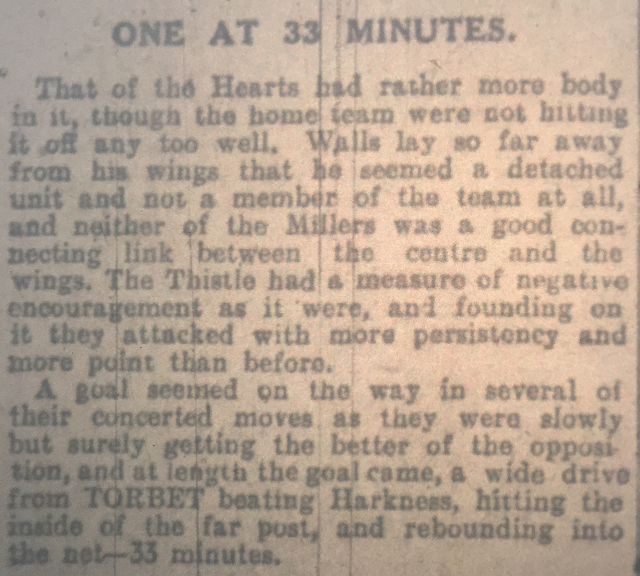 ONE AT 33 MINUTES.
That of the Hearts had rather more body
in it, though the home team were not hitting
it off any too well. Walls lay so far away
from his wings that he seemed a detached
unit and not a member of the team at all,
and neither of the Millers was a good con-
necting link between the centre and the
wings. The Thistle had a measure of negative
encouragement as it were, and founding on
it they attacked with more persistency and
more point than before.
A goal seemed on the way in several of
their concerted moves as they were slowly
but surely getting the better of the opposi-
tion, and at length the goal came, a wide drive
from TORBET beating Harkness, hitting the
inside of the far post, and rebounding into
the net—33 minutes.